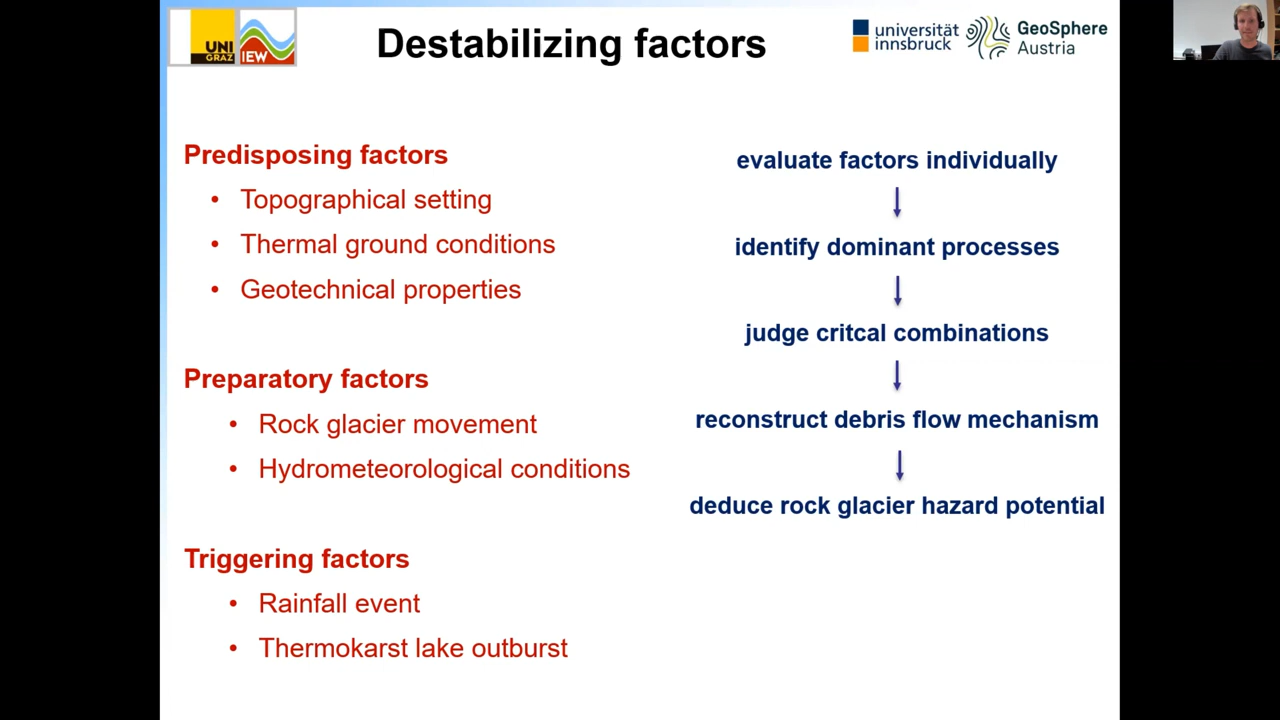 UNI
GRAZ
IEW
Destabilizing factors
universität
innsbruck
GeoSphere
Austria
Predisposing factors
• Topographical setting
• Thermal ground conditions
• Geotechnical properties
Preparatory factors
• Rock glacier movement
• Hydrometeorological conditions
Triggering factors
• Rainfall event
• Thermokarst lake outburst
evaluate factors individually
identify dominant processes
judge critcal combinations
reconstruct debris flow mechanism
deduce rock glacier hazard potential